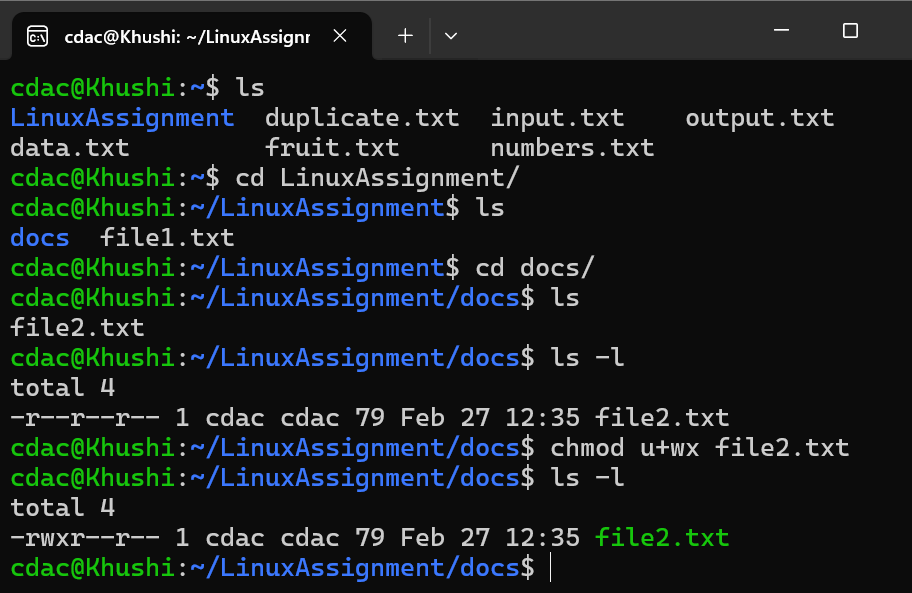 cdac@Khushi: ~/LinuxAssignr
cdac@Khushi:~$ ls
LinuxAssignment  duplicate.txt  input.txt    output.txt
data.txt         fruit.txt      numbers.txt
cdac@Khushi:~$ cd LinuxAssignment/
cdac@Khushi:~/LinuxAssignment$ ls
docs  file1.txt
cdac@Khushi:~/LinuxAssignment$ cd docs/
cdac@Khushi:~/LinuxAssignment/docs$ ls
file2.txt
cdac@Khushi:~/LinuxAssignment/docs$ ls -l
total 4
-r--r--r-- 1 cdac cdac 79 Feb 27 12:35 file2.txt
cdac@Khushi:~/LinuxAssignment/docs$ chmod u+wx file2.txt
cdac@Khushi:~/LinuxAssignment/docs$ ls -l
total 4
-rwxr--r-- 1 cdac cdac 79 Feb 27 12:35 file2.txt
cdac@Khushi:~/LinuxAssignment/docs$